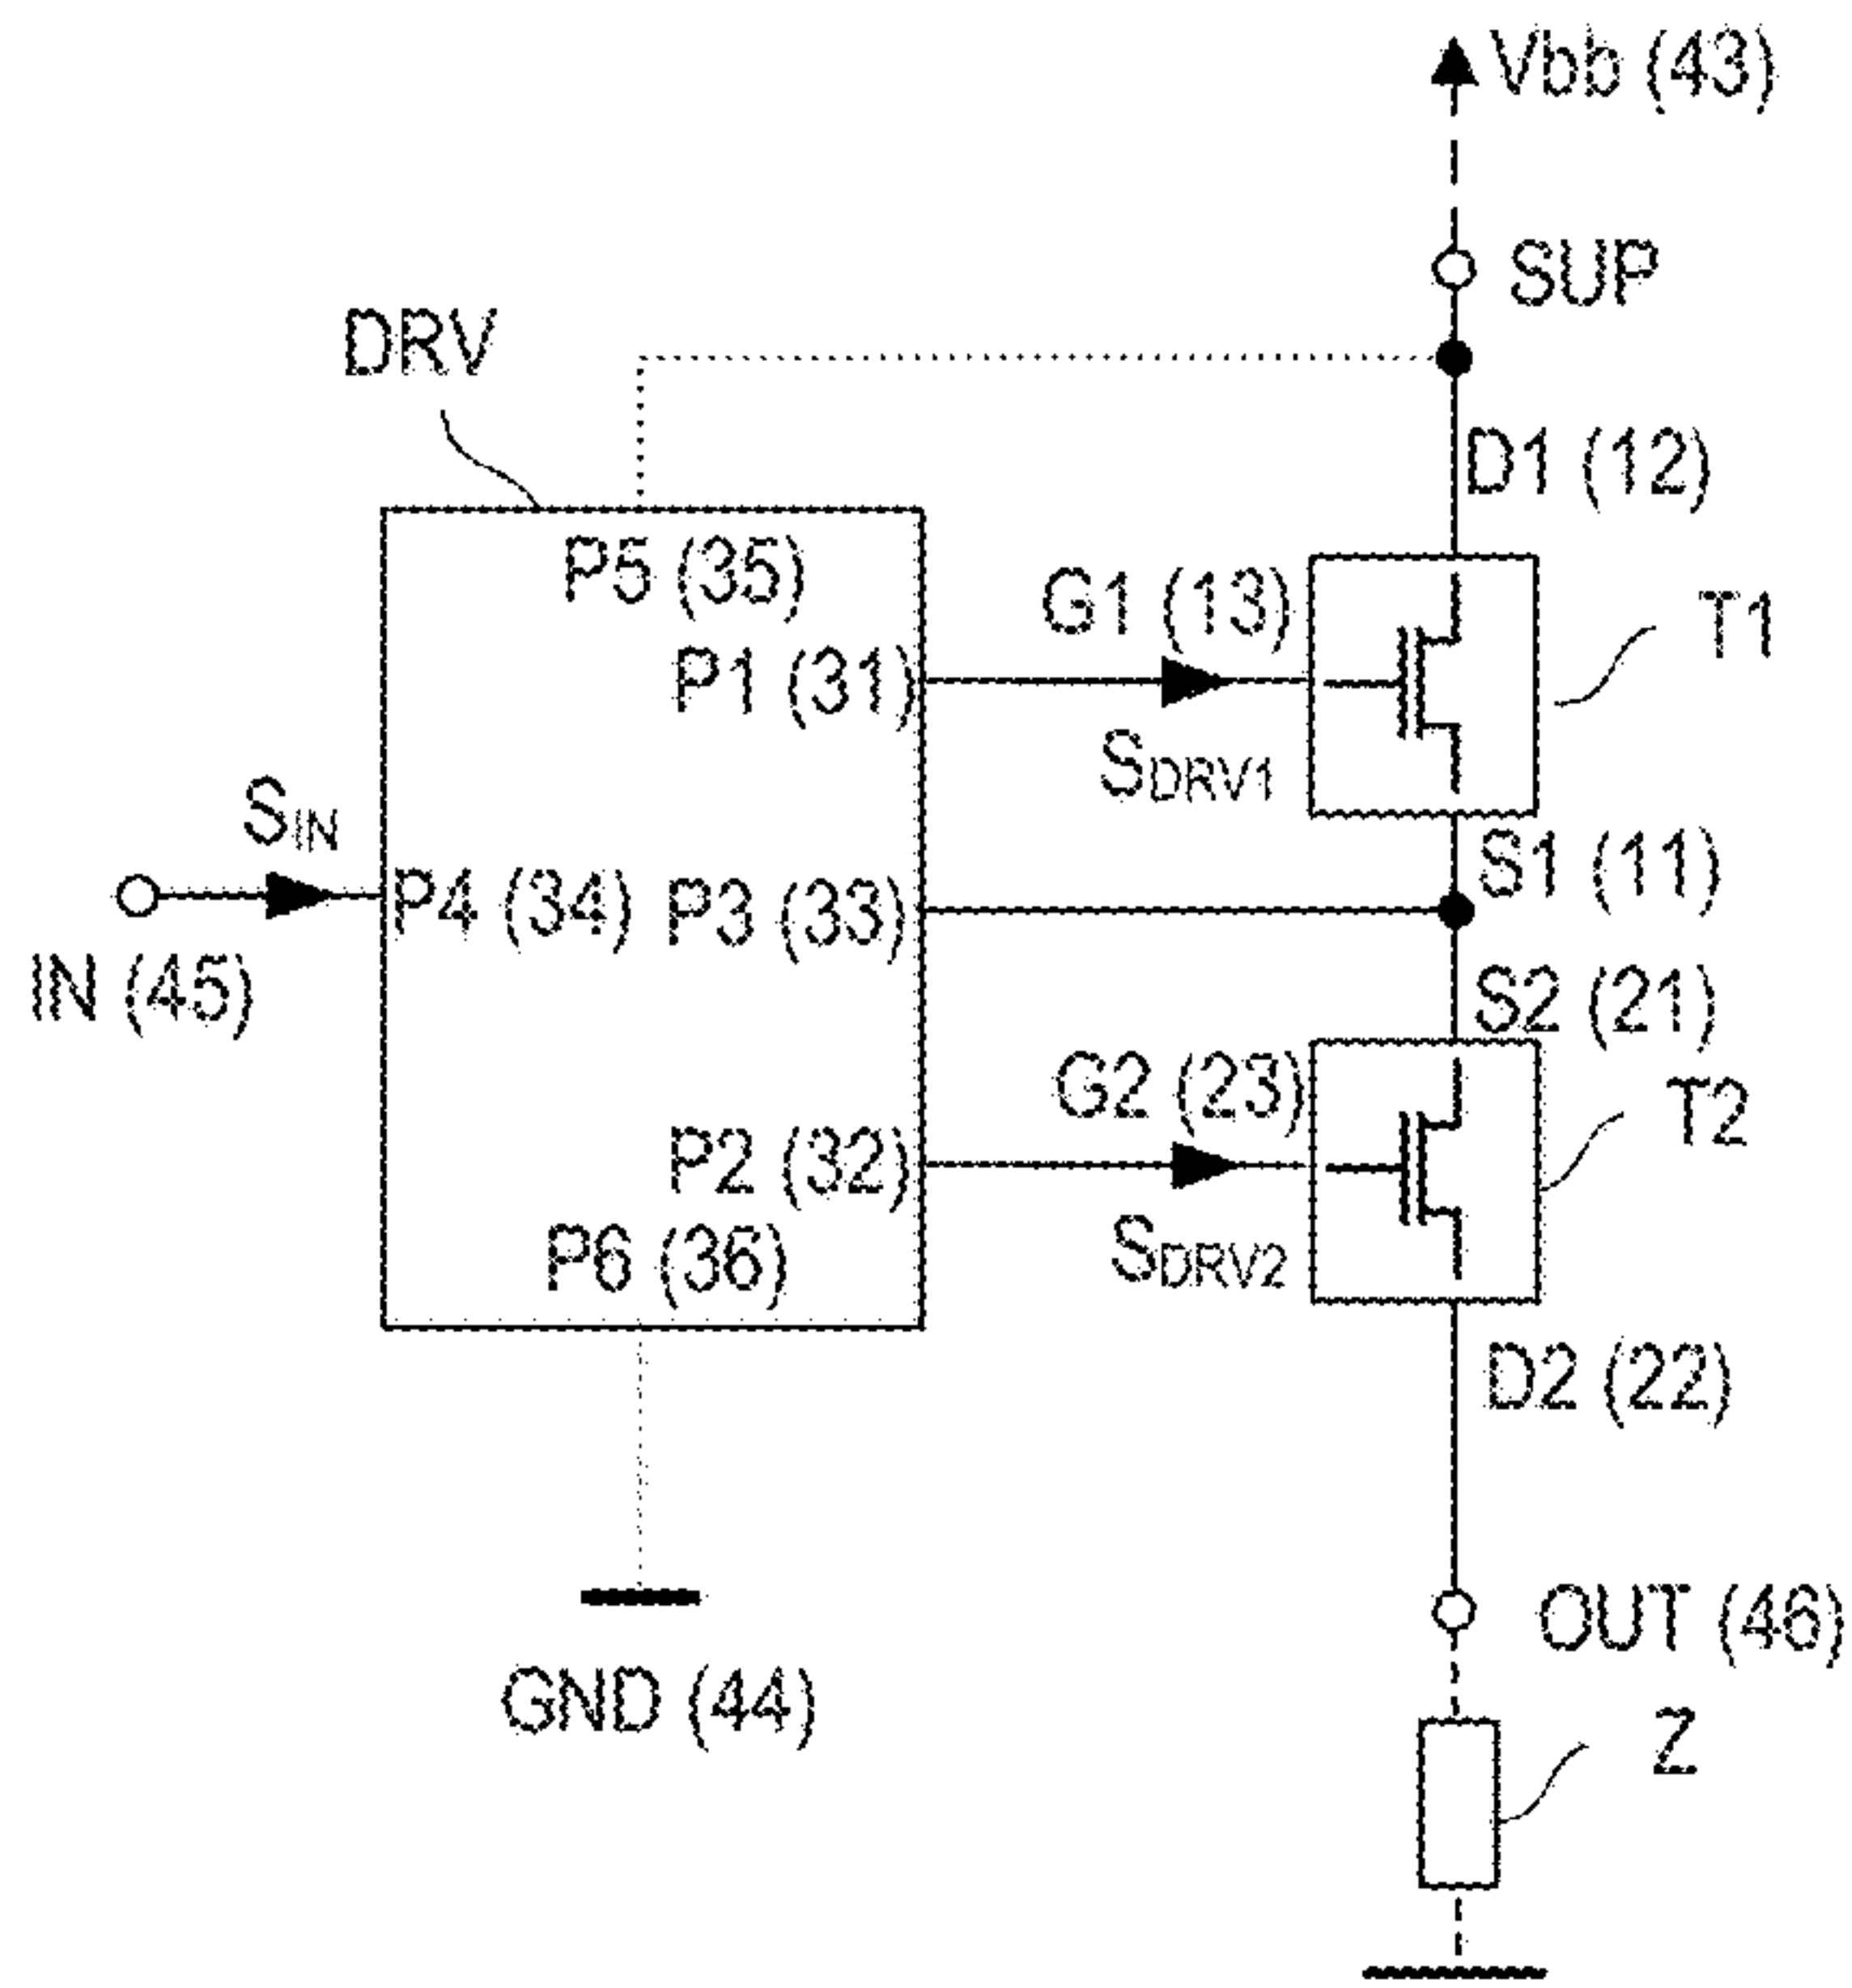 Vbb (43)
SUP
DRV
D1 (12)
P5 (35)
G1 (13)
T1
P1 (31)
SDRV1
SIN
S1 (11)
P4 (34)
P3 (33)
IN (45)
S2 (21)
G2 (23)
T2
P2 (32)
SDRV2
P6 (36)
D2 (22)
OUT (46)
GND (44)
Z